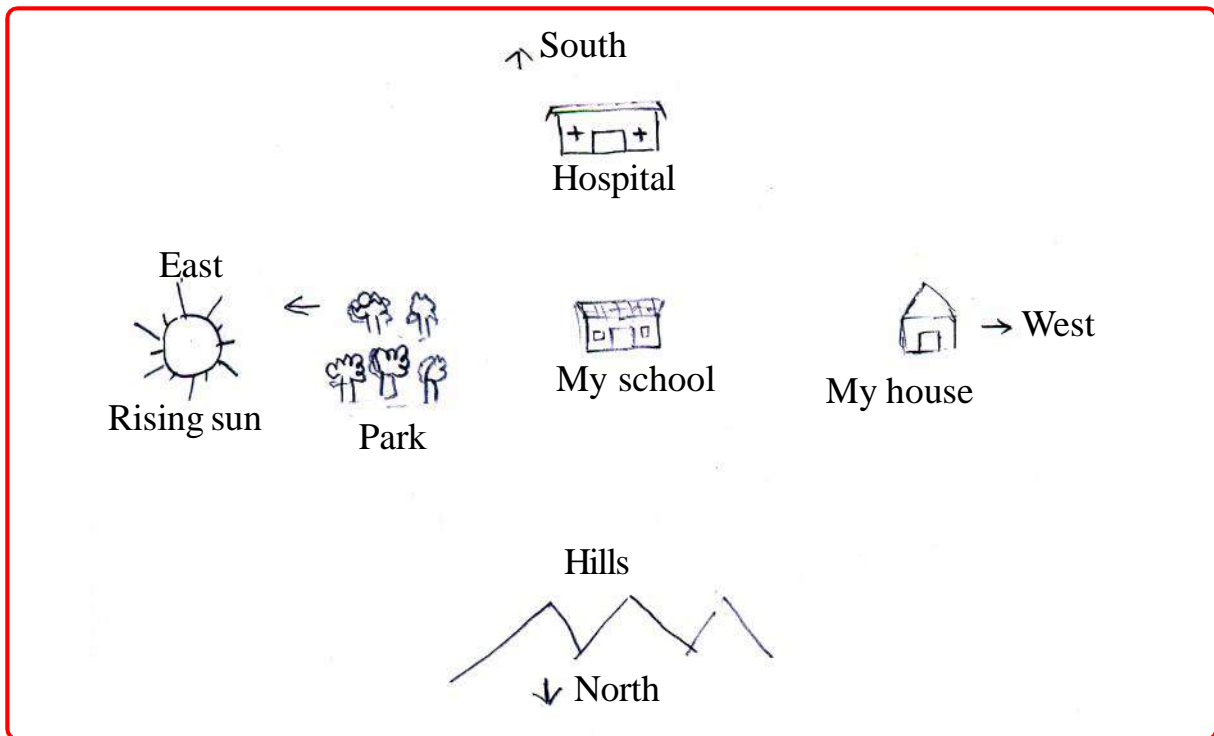 South
Hospital
East
West
My school
My house
Rising sun
Park
Hills
North